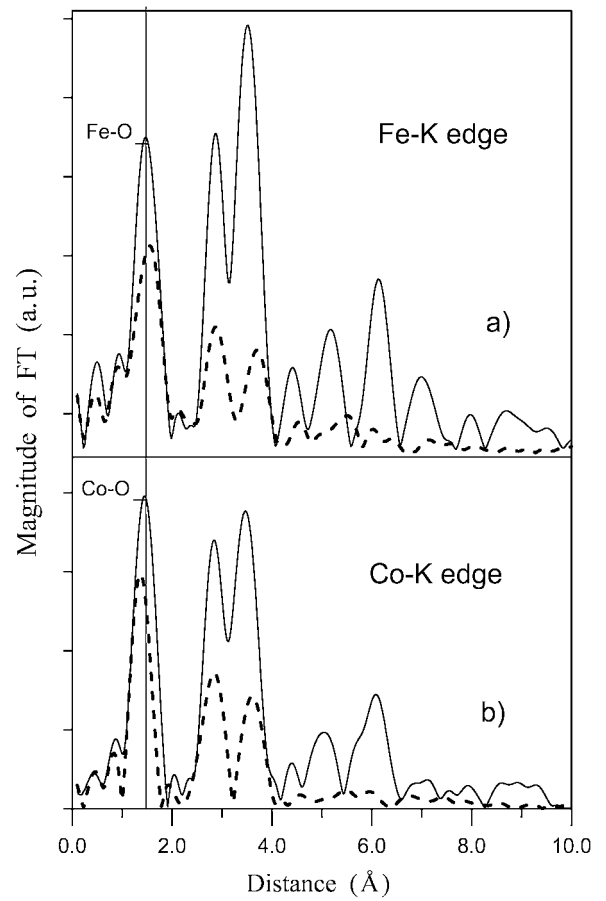 Fe-O
Fe-K edge
a)
Magnitude of FT (a.u.)
Co-O
Co-K edge
b)
0.0 2.0 4.0 6.0 8.0 10.0
Distance (Å)